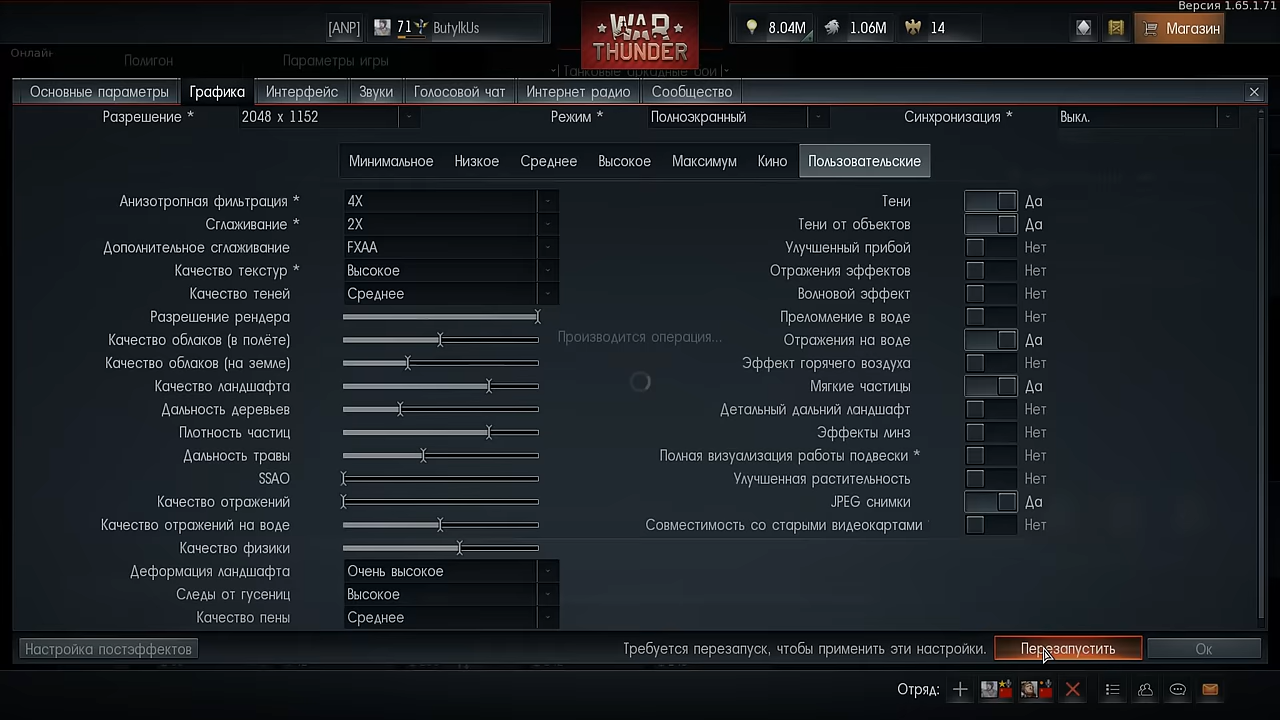 Версия 1.65.1.71
[ANP] 71 ButylkUs
WAR THUNDER
8.04M 1.06M 14 Магазин
Онлайн
Полигон Параметры игры
Танковые аркадные бои
Основные параметры Графика Интерфейс Звуки Голосовой чат Интернет радио Сообщество
Разрешение * 2048 x 1152 Режим * Полноэкранный Синхронизация * Выкл.
Минимальное Низкое Среднее Высокое Максимум Кино Пользовательские
Анизотропная фильтрация * 4X Тени Да
Сглаживание * 2X Тени от объектов Да
Дополнительное сглаживание FXAA Улучшенный прибой Нет
Качество текстур * Высокое Отражения эффектов Нет
Качество теней Среднее Волновой эффект Нет
Разрешение рендера Преломление в воде Нет
Качество облаков (в полёте) Производится операция... Отражения на воде Да
Качество облаков (на земле) Эффект горячего воздуха Нет
Качество ландшафта Мягкие частицы Да
Дальность деревьев Детальный дальний ландшафт Нет
Плотность частиц Эффекты линз Нет
Дальность травы Полная визуализация работы подвески * Нет
SSAO Улучшенная растительность Нет
Качество отражений JPEG снимки Да
Качество отражений на воде Совместимость со старыми видеокартами Нет
Качество физики
Деформация ландшафта Очень высокое
Следы от гусениц Высокое
Качество пены Среднее
Настройка постэффектов Требуется перезапуск, чтобы применить эти настройки. Перезапустить Ок
Отряд: